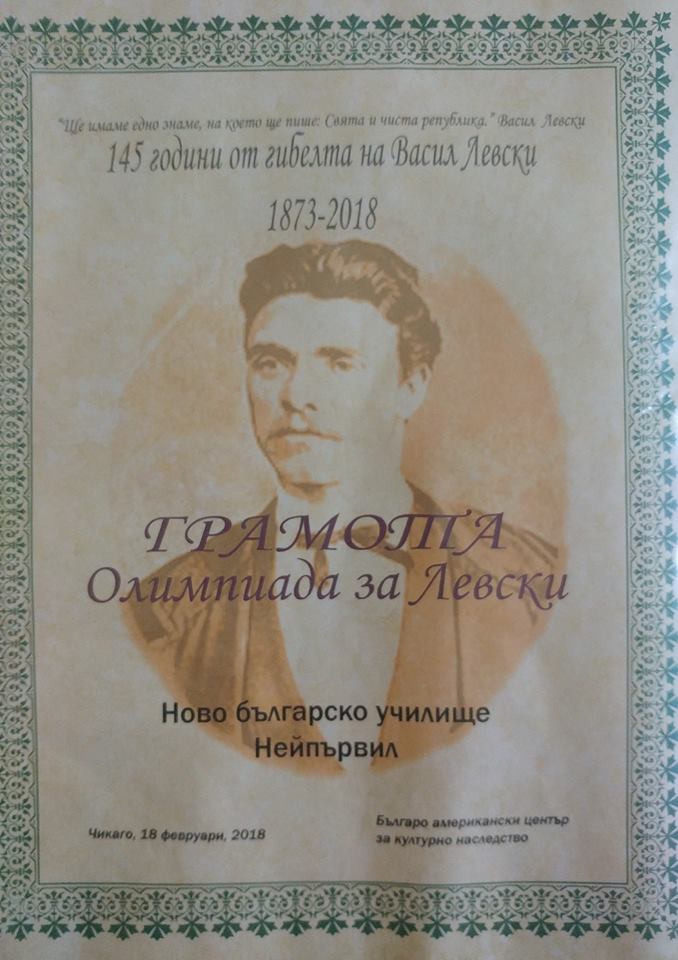 "Ще имаме едно знаме, на което ще пише: Свята и чиста република." Васил Левски
145 години от гибелта на Васил Левски
1873-2018
ГРАМОТА
Олимпиада за Левски
Ново българско училище
Нейпървил
Чикаго, 18 февруари, 2018
Българо американски център
за културно наследство